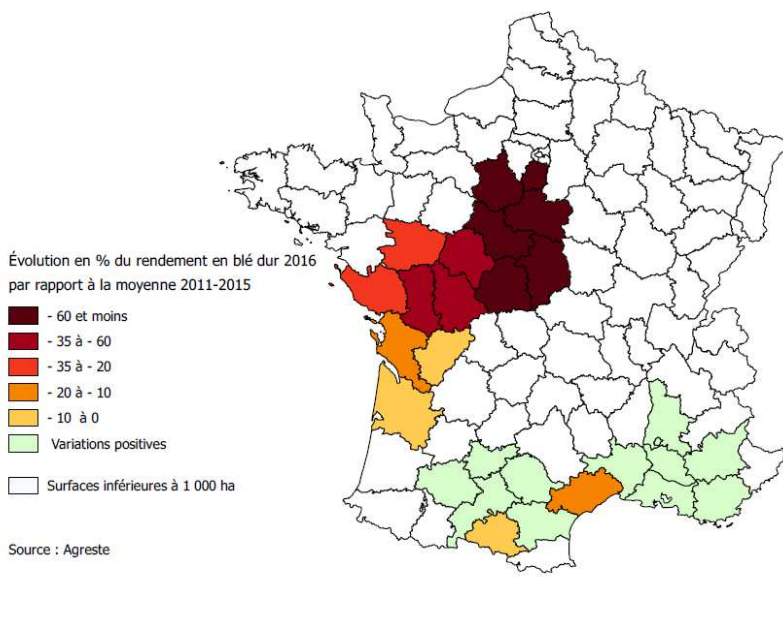 Évolution en % du rendement en blé dur 2016
par rapport à la moyenne 2011-2015
- 60 et moins
- 35 à - 60
- 35 à - 20
- 20 à - 10
- 10 à 0
Variations positives
Surfaces inférieures à 1 000 ha
Source : Agreste